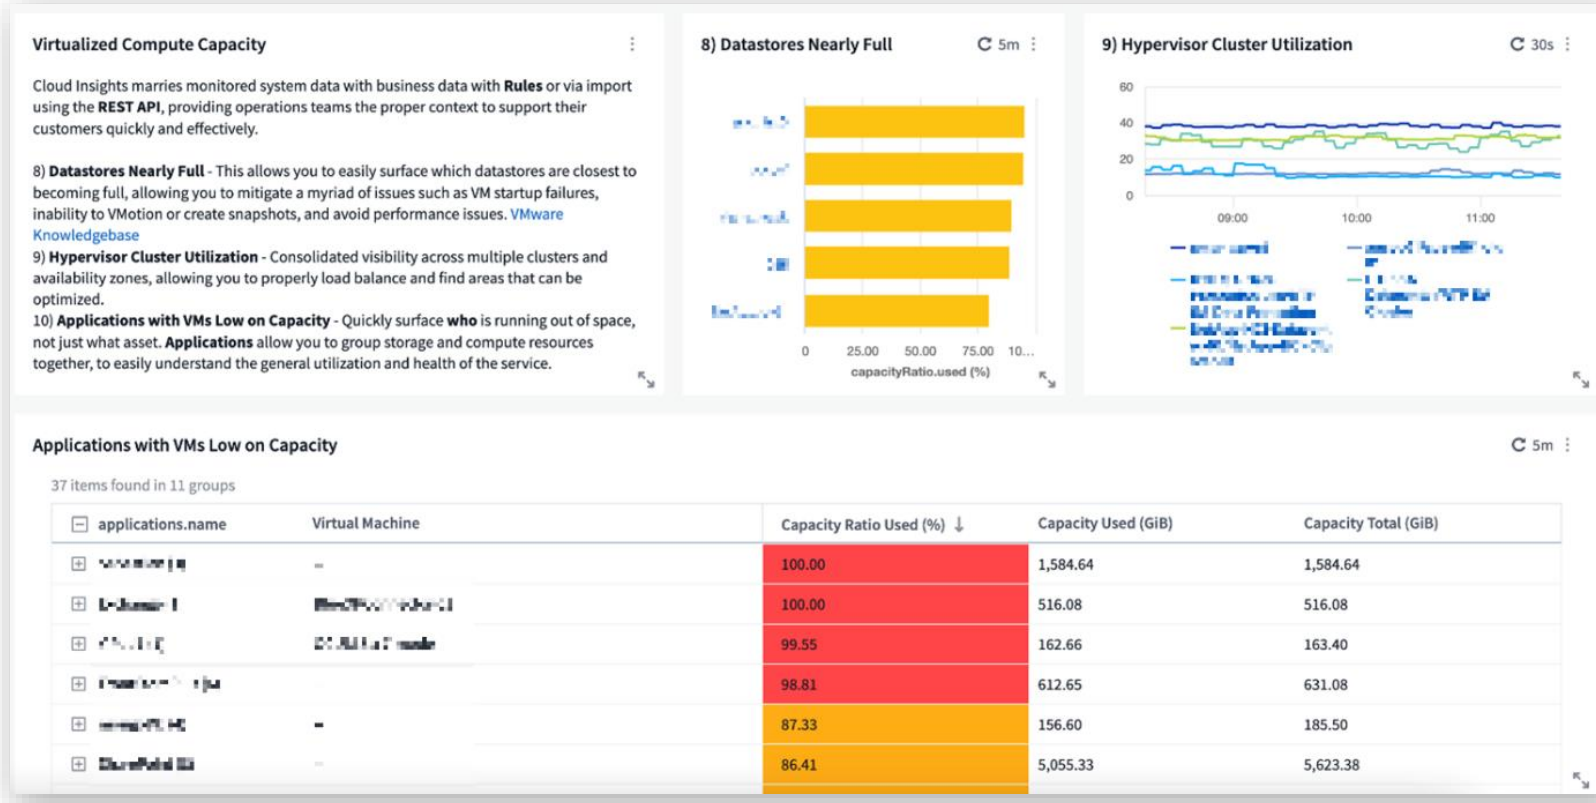 Virtualized Compute Capacity
Cloud Insights marries monitored system data with business data with Rules or via import
using the REST API, providing operations teams the proper context to support their
customers quickly and effectively.
8) Datastores Nearly Full - This allows you to easily surface which datastores are closest to
becoming full, allowing you to mitigate a myriad of issues such as VM startup failures,
inability to VMotion or create snapshots, and avoid performance issues. VMware
Knowledgebase
9) Hypervisor Cluster Utilization - Consolidated visibility across multiple clusters and
availability zones, allowing you to properly load balance and find areas that can be
optimized.
10) Applications with VMs Low on Capacity - Quickly surface who is running out of space,
not just what asset. Applications allow you to group storage and compute resources
together, to easily understand the general utilization and health of the service.
8) Datastores Nearly Full 5m
0 25.00 50.00 75.00 10...
capacityRatio.used (%)
9) Hypervisor Cluster Utilization 30s
60
40
20
0
09:00 10:00 11:00
Applications with VMs Low on Capacity 5m
37 items found in 11 groups
applications.name Virtual Machine Capacity Ratio Used (%) ↓ Capacity Used (GiB) Capacity Total (GiB)
100.00 1,584.64 1,584.64
100.00 516.08 516.08
99.55 162.66 163.40
98.81 612.65 631.08
87.33 156.60 185.50
86.41 5,055.33 5,623.38